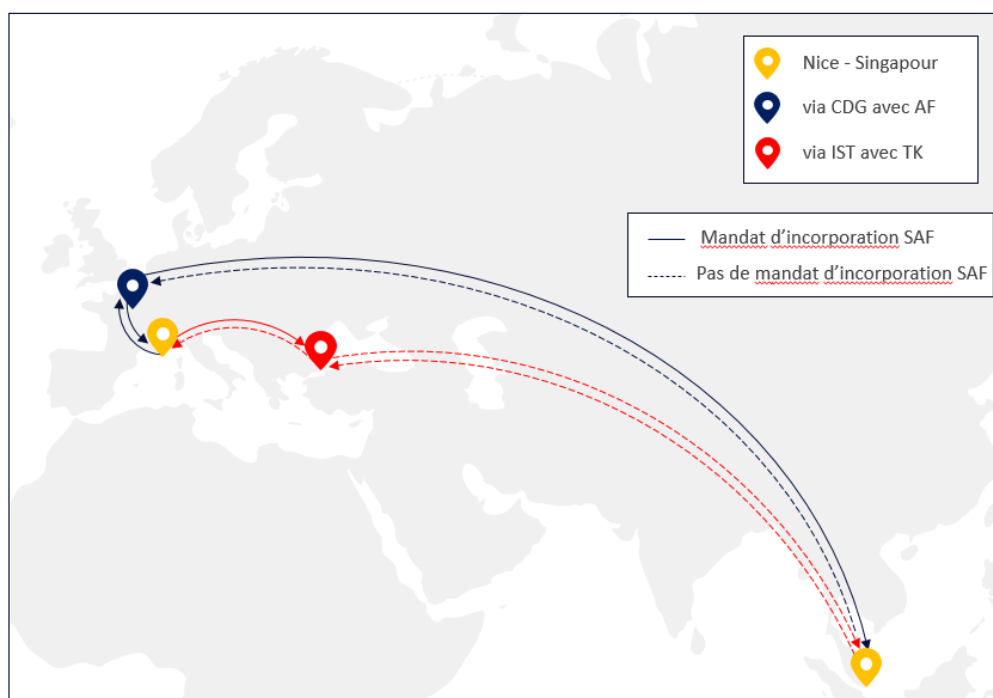 Nice - Singapour
via CDG avec AF
via IST avec TK
Mandat d'incorporation SAF
Pas de mandat d'incorporation SAF